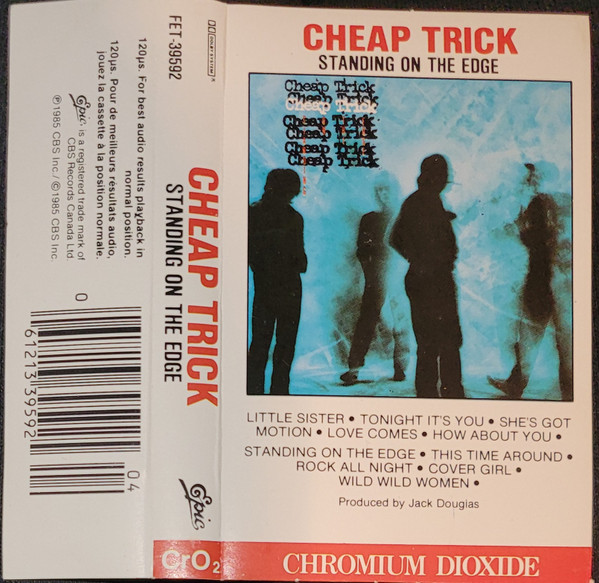 CHEAP TRICK
STANDING ON THE EDGE
Cheap Trick
Cheap Trick
Cheap Trick
Cheap Trick
Cheap Trick
Cheap Trick
Cheap Trick
LITTLE SISTER • TONIGHT IT'S YOU • SHE'S GOT
MOTION • LOVE COMES • HOW ABOUT YOU •
STANDING ON THE EDGE • THIS TIME AROUND •
ROCK ALL NIGHT • COVER GIRL •
WILD WILD WOMEN •
Produced by Jack Douglas
CHROMIUM DIOXIDE
FET-39592
DOLBY SYSTEM
CHEAP TRICK
STANDING ON THE EDGE
Epic
CrO2
120µs. For best audio results playback in
normal position.
120µs. Pour de meilleurs résultats audio,
jouez la cassette à la position normale.
Epic, is a registered trade mark of
CBS Records Canada Ltd.
℗1985 CBS Inc./ ©1985 CBS Inc.
0
61213 39592
04